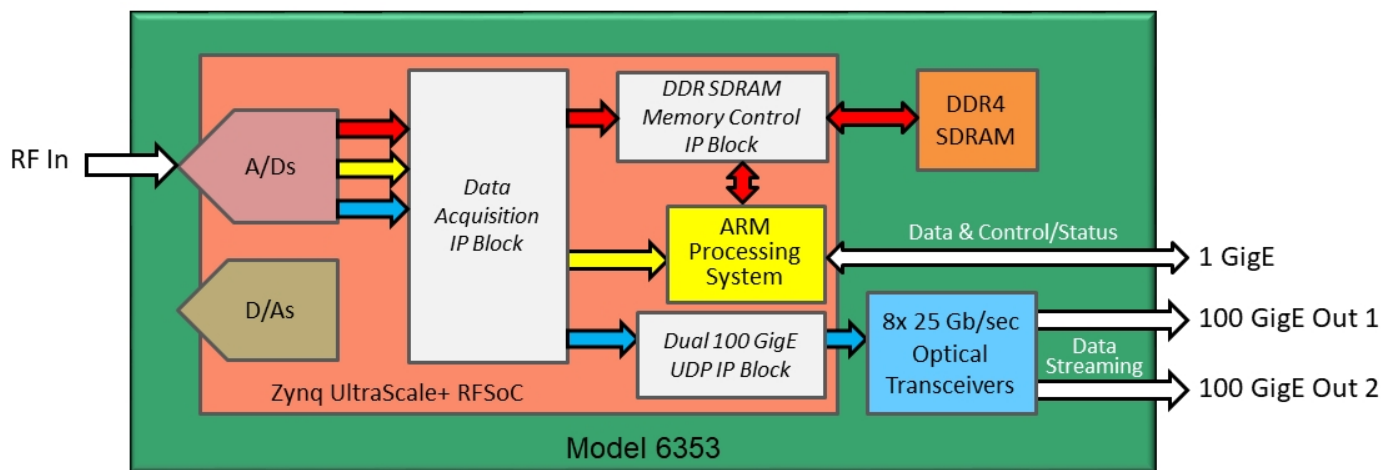 RF In
A/Ds
D/As
Data
Acquisition
IP Block
DDR SDRAM
Memory Control
IP Block
DDR4
SDRAM
ARM
Processing
System
Data & Control/Status
1 GigE
Dual 100 GigE
UDP IP Block
8x 25 Gb/sec
Optical
Transceivers
100 GigE Out 1
Data
Streaming
100 GigE Out 2
Zynq UltraScale+ RFSoC
Model 6353